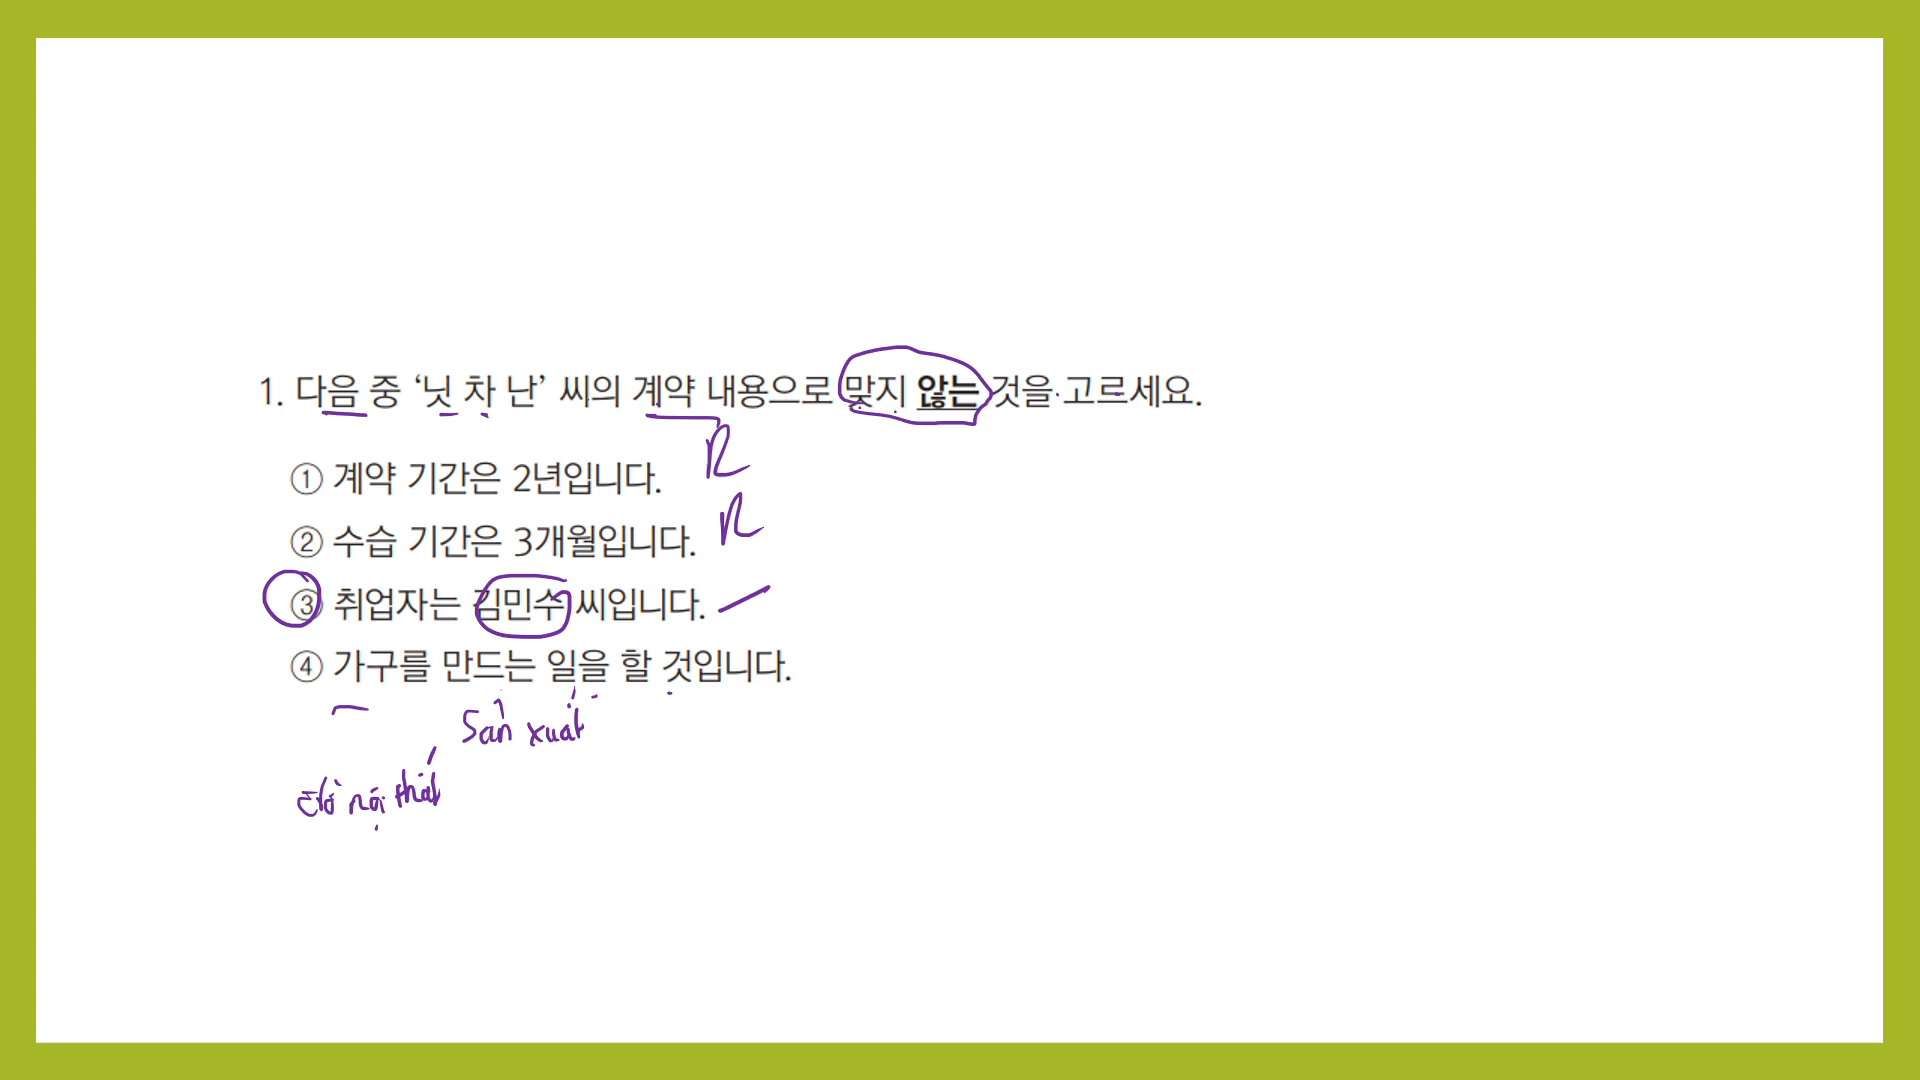 1. 다음 중 ‘닛 차 난’ 씨의 계약 내용으로 맞지 않는 것을 고르세요.
① 계약 기간은 2년입니다.
② 수습 기간은 3개월입니다.
③ 취업자는 김민수 씨입니다.
④ 가구를 만드는 일을 할 것입니다.
Sản xuất
đồ nội thất